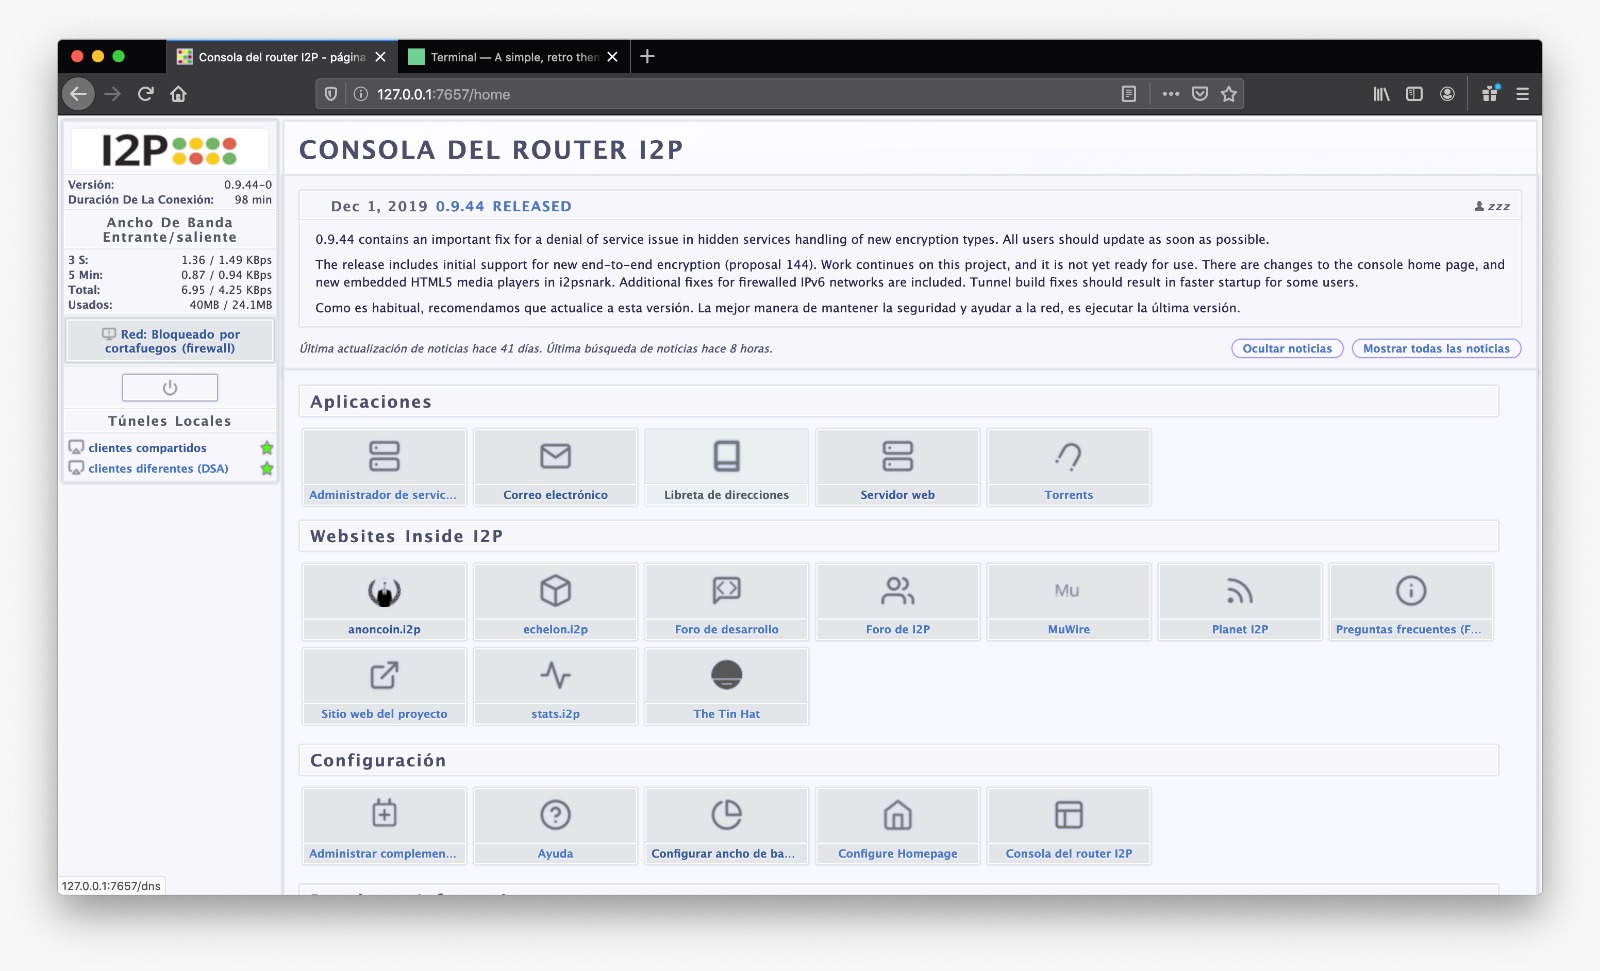 Consola del router I2P - página
Terminal — A simple, retro them
127.0.0.1:7657/home
I2P
Versión: 0.9.44-0
Duración De La Conexión: 98 min
Ancho De Banda
Entrante/saliente
3 S: 1.36 / 1.49 KBps
5 Min: 0.87 / 0.94 KBps
Total: 6.95 / 4.25 KBps
Usados: 40MB / 24.1MB
Red: Bloqueado por
cortafuegos (firewall)
Túneles Locales
clientes compartidos
clientes diferentes (DSA)
CONSOLA DEL ROUTER I2P
Dec 1, 2019 0.9.44 RELEASED
zzz
0.9.44 contains an important fix for a denial of service issue in hidden services handling of new encryption types. All users should update as soon as possible.
The release includes initial support for new end-to-end encryption (proposal 144). Work continues on this project, and it is not yet ready for use. There are changes to the console home page, and
new embedded HTML5 media players in i2psnark. Additional fixes for firewalled IPv6 networks are included. Tunnel build fixes should result in faster startup for some users.
Como es habitual, recomendamos que actualice a esta versión. La mejor manera de mantener la seguridad y ayudar a la red, es ejecutar la última versión.
Última actualización de noticias hace 41 días. Última búsqueda de noticias hace 8 horas.
Ocultar noticias
Mostrar todas las noticias
Aplicaciones
Administrador de servic...
Correo electrónico
Libreta de direcciones
Servidor web
Torrents
Websites Inside I2P
anoncoin.i2p
echelon.i2p
Foro de desarrollo
Foro de I2P
Mu
MuWire
Planet I2P
Preguntas frecuentes (F...
Sitio web del proyecto
stats.i2p
The Tin Hat
Configuración
Administrar complemen...
Ayuda
Configurar ancho de ba...
Configure Homepage
Consola del router I2P
127.0.0.1:7657/dns